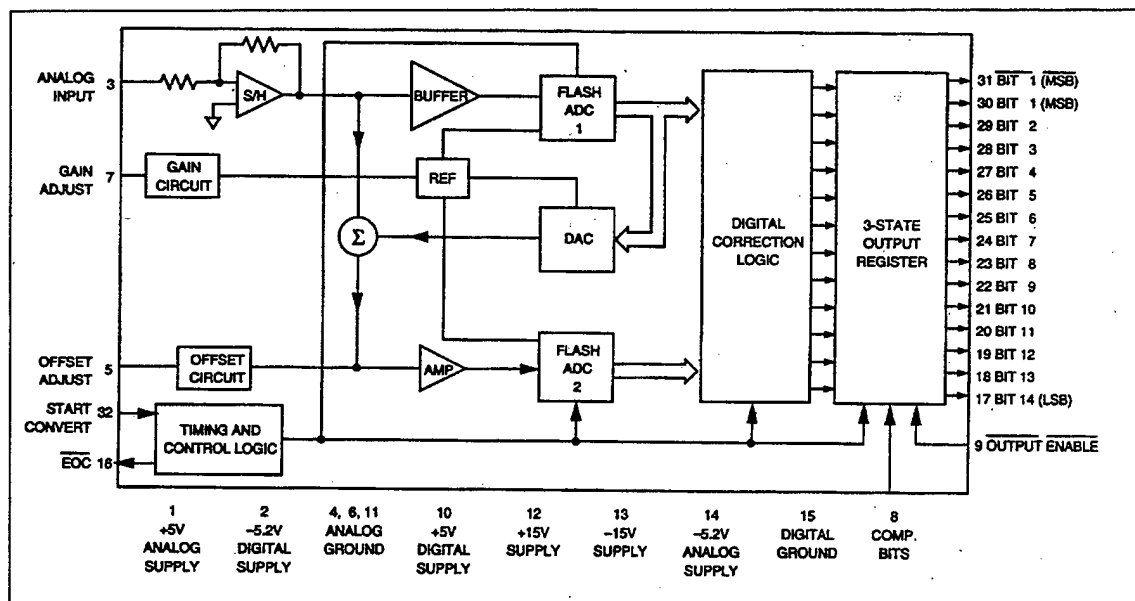 ANALOG INPUT 3
S/H
BUFFER
FLASH ADC 1
GAIN ADJUST 7
GAIN CIRCUIT
REF
Σ
DAC
DIGITAL CORRECTION LOGIC
3-STATE OUTPUT REGISTER
OFFSET ADJUST 5
OFFSET CIRCUIT
AMP
FLASH ADC 2
START CONVERT 32
TIMING AND CONTROL LOGIC
EOC 16
31 BIT 1 (MSB)
30 BIT 1 (MSB)
29 BIT 2
28 BIT 3
27 BIT 4
26 BIT 5
25 BIT 6
24 BIT 7
23 BIT 8
22 BIT 9
21 BIT 10
20 BIT 11
19 BIT 12
18 BIT 13
17 BIT 14 (LSB)
9 OUTPUT ENABLE
1 +5V ANALOG SUPPLY
2 –5.2V DIGITAL SUPPLY
4, 6, 11 ANALOG GROUND
10 +5V DIGITAL SUPPLY
12 +15V SUPPLY
13 –15V SUPPLY
14 –5.2V ANALOG SUPPLY
15 DIGITAL GROUND
8 COMP. BITS